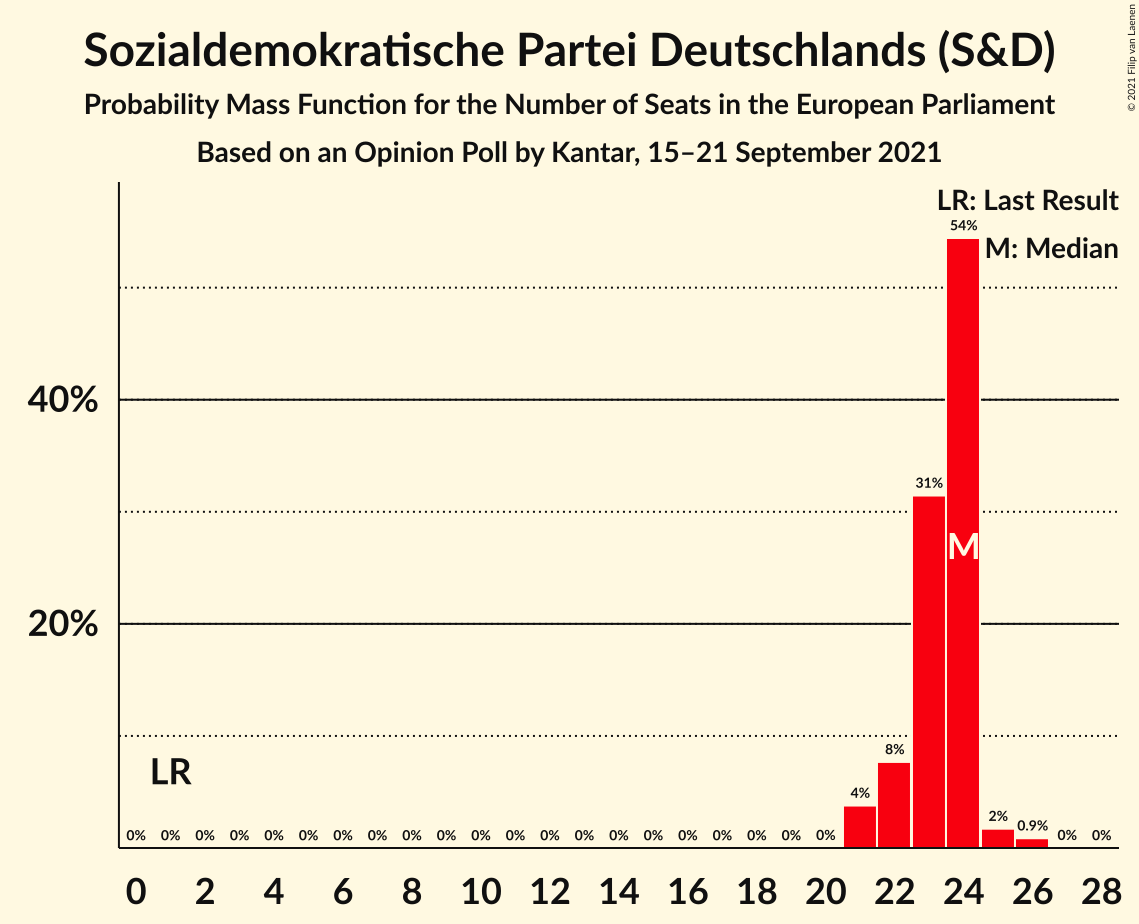 Sozialdemokratische Partei Deutschlands (S&D)
Probability Mass Function for the Number of Seats in the European Parliament
Based on an Opinion Poll by Kantar, 15–21 September 2021
© 2021 Filip van Laenen
LR: Last Result
M: Median
54%
40%
31%
M
20%
LR
8%
4%
2%
0.9%
0% 0% 0% 0% 0% 0% 0% 0% 0% 0% 0% 0% 0% 0% 0% 0% 0% 0% 0% 0% 0% 0% 0%
0 2 4 6 8 10 12 14 16 18 20 22 24 26 28